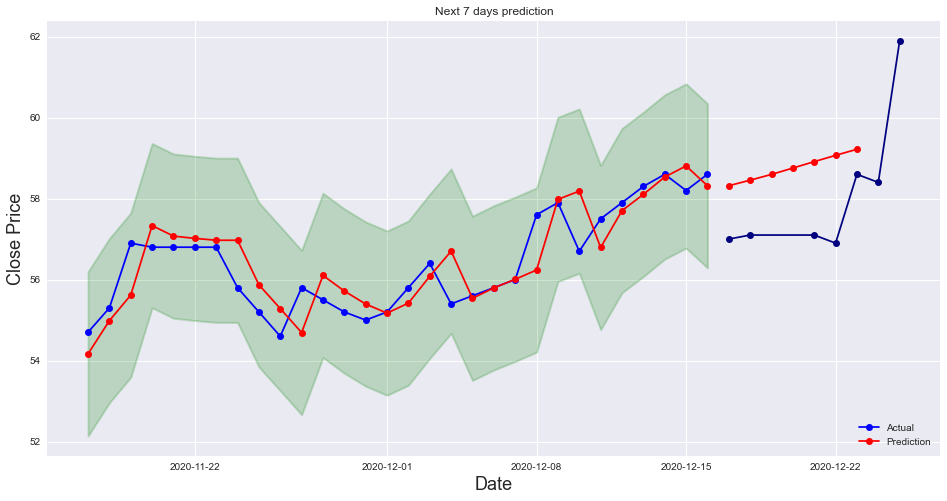 Next 7 days prediction
Close Price
62
60
58
56
54
52
2020-11-22
2020-12-01
2020-12-08
2020-12-15
2020-12-22
Date
Actual
Prediction